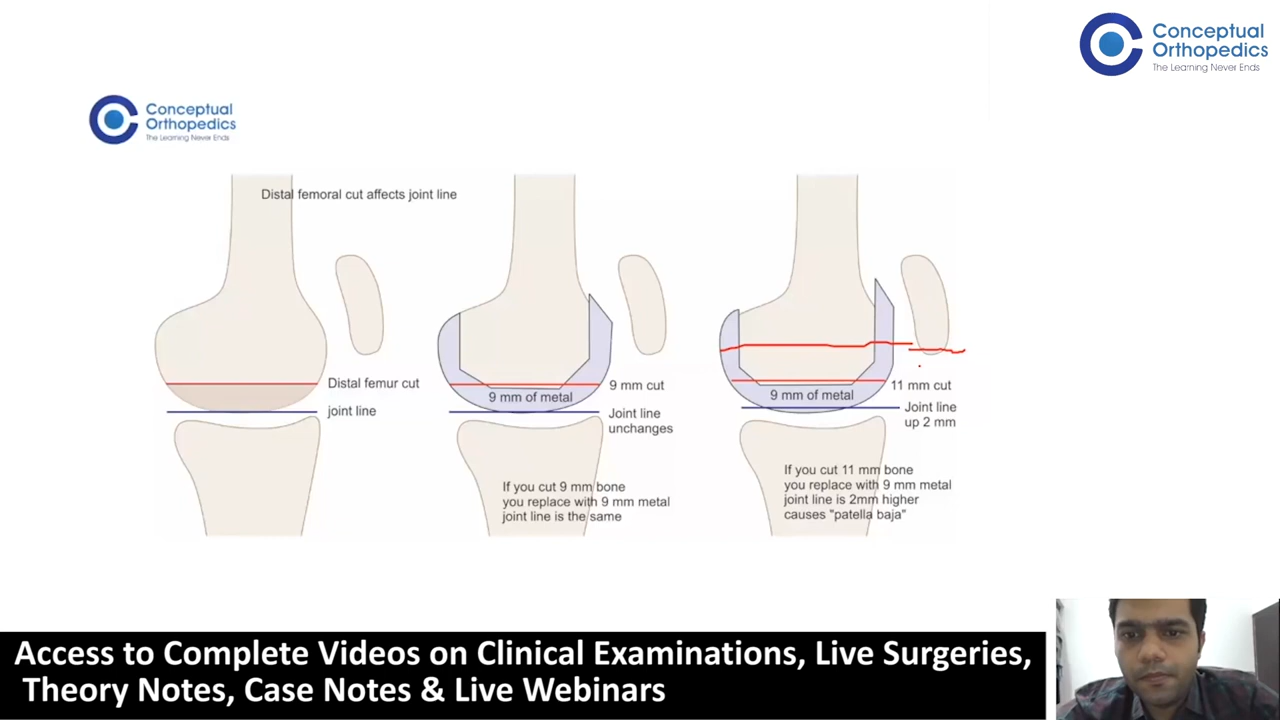 Conceptual
Orthopedics
The Learning Never Ends
Conceptual
Orthopedics
The Learning Never Ends
Distal femoral cut affects joint line
Distal femur cut
joint line
9 mm cut
9 mm of metal
Joint line
unchanges
If you cut 9 mm bone
you replace with 9 mm metal
joint line is the same
11 mm cut
9 mm of metal
Joint line
up 2 mm
If you cut 11 mm bone
you replace with 9 mm metal
joint line is 2mm higher
causes "patella baja"
Access to Complete Videos on Clinical Examinations, Live Surgeries,
Theory Notes, Case Notes & Live Webinars